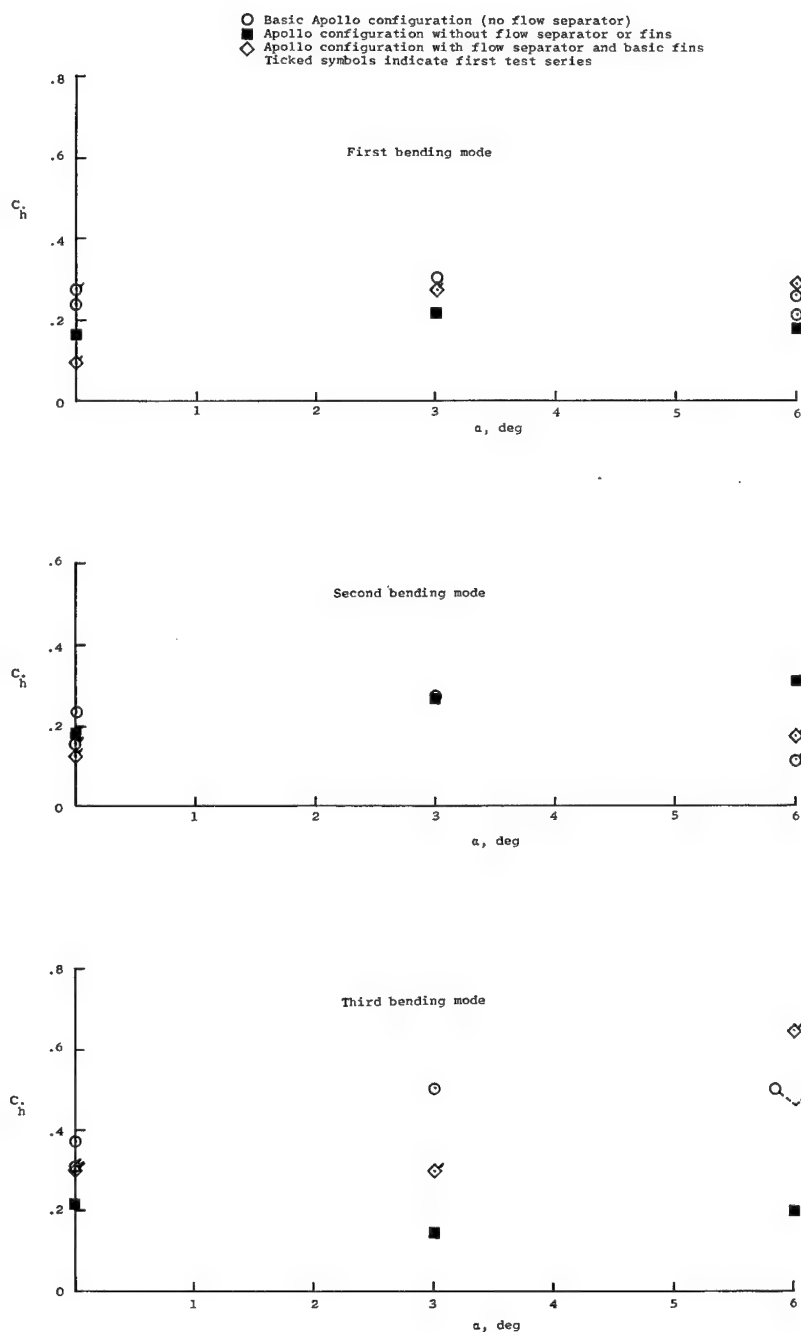 Basic Apollo configuration (no flow separator)
Apollo configuration without flow separator or fins
Apollo configuration with flow separator and basic fins
Ticked symbols indicate first test series
.8
First bending mode
.6
Cḣ
.4
.2
0
1 2 3 4 5 6
α, deg
.6
Second bending mode
.4
Cḣ
.2
0
1 2 3 4 5 6
α, deg
.8
Third bending mode
.6
Cḣ
.4
.2
0
1 2 3 4 5 6
α, deg